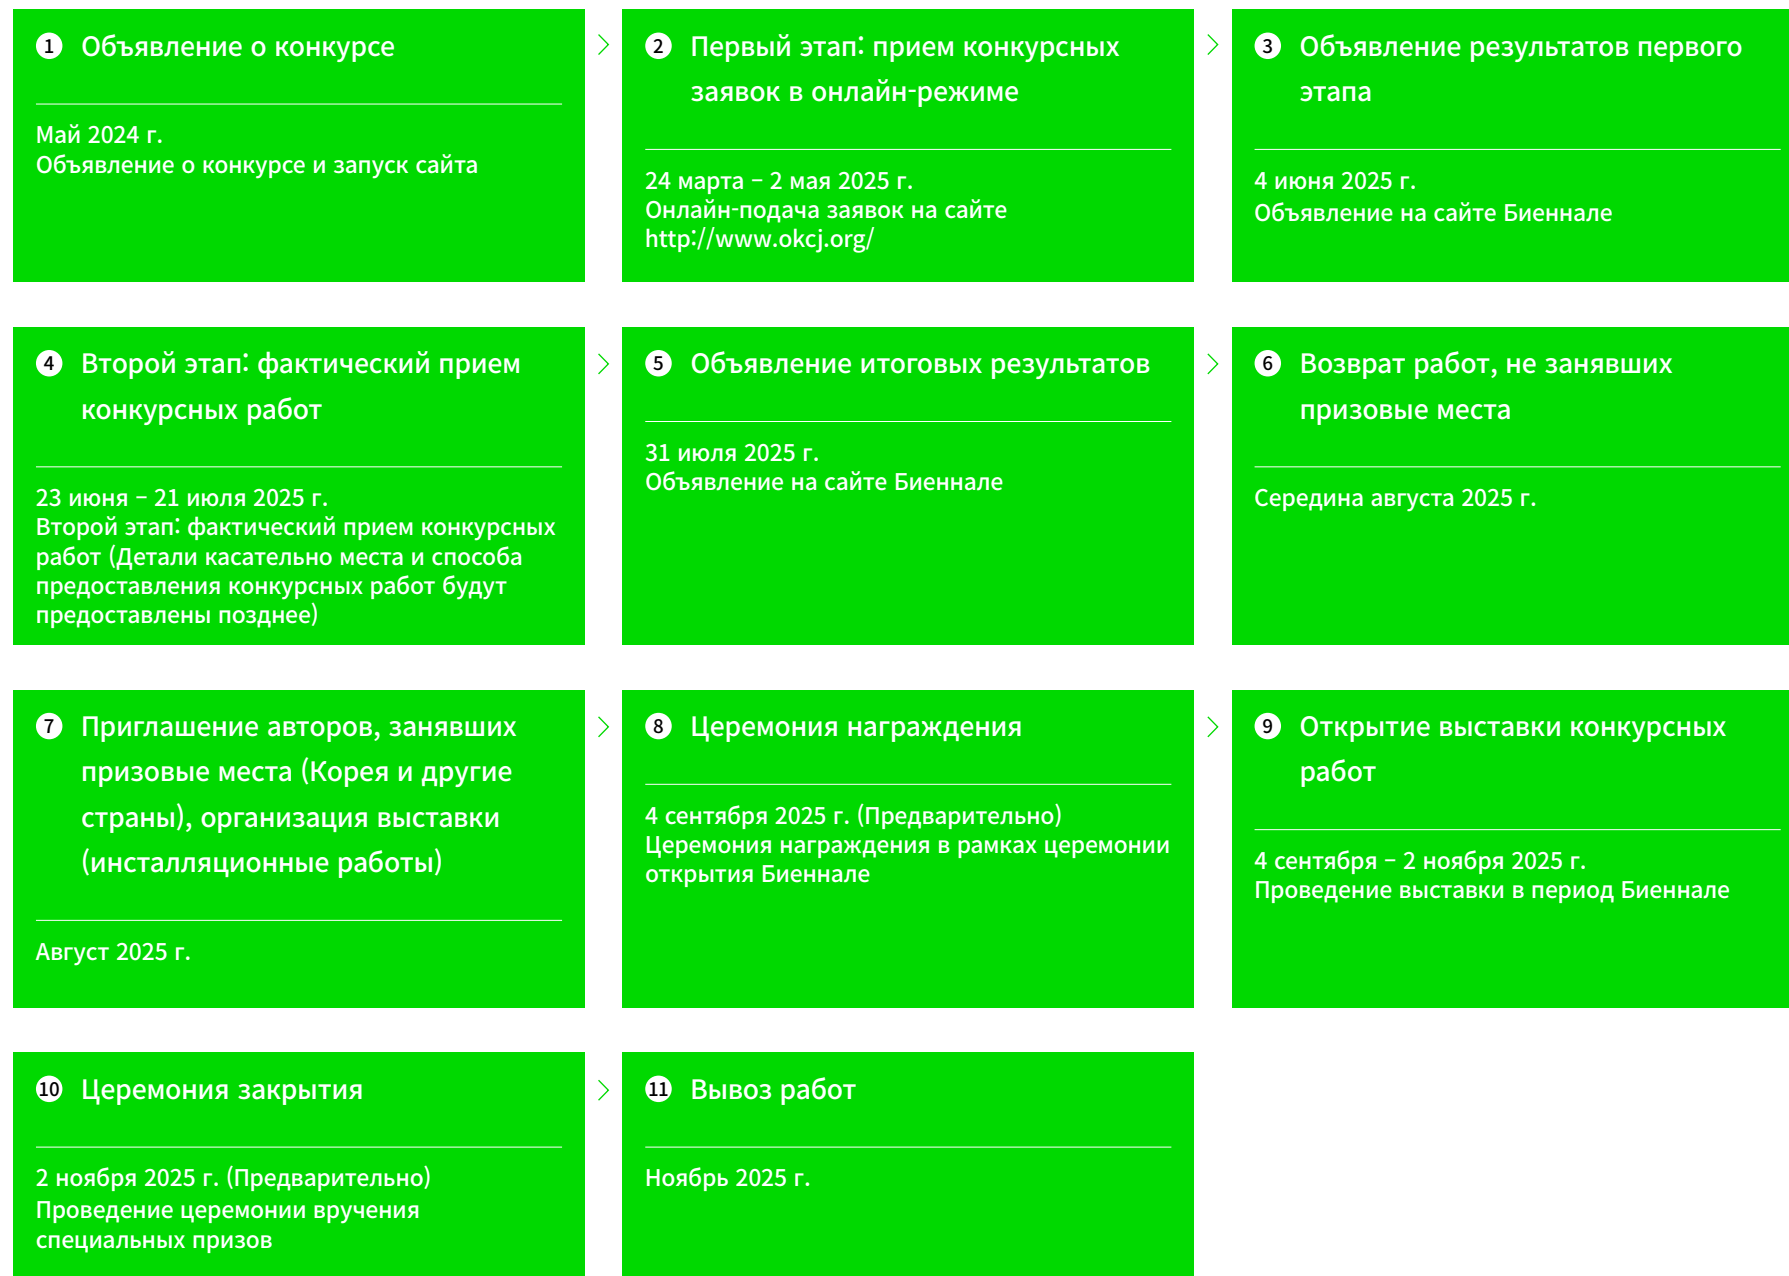 1 Объявление о конкурсе
Май 2024 г.
Объявление о конкурсе и запуск сайта
2 Первый этап: прием конкурсных
заявок в онлайн-режиме
24 марта – 2 мая 2025 г.
Онлайн-подача заявок на сайте
http://www.okcj.org/
3 Объявление результатов первого
этапа
4 июня 2025 г.
Объявление на сайте Биеннале
4 Второй этап: фактический прием
конкурсных работ
23 июня – 21 июля 2025 г.
Второй этап: фактический прием конкурсных
работ (Детали касательно места и способа
предоставления конкурсных работ будут
предоставлены позднее)
5 Объявление итоговых результатов
31 июля 2025 г.
Объявление на сайте Биеннале
6 Возврат работ, не занявших
призовые места
Середина августа 2025 г.
7 Приглашение авторов, занявших
призовые места (Корея и другие
страны), организация выставки
(инсталляционные работы)
Август 2025 г.
8 Церемония награждения
4 сентября 2025 г. (Предварительно)
Церемония награждения в рамках церемонии
открытия Биеннале
9 Открытие выставки конкурсных
работ
4 сентября – 2 ноября 2025 г.
Проведение выставки в период Биеннале
10 Церемония закрытия
2 ноября 2025 г. (Предварительно)
Проведение церемонии вручения
специальных призов
11 Вывоз работ
Ноябрь 2025 г.